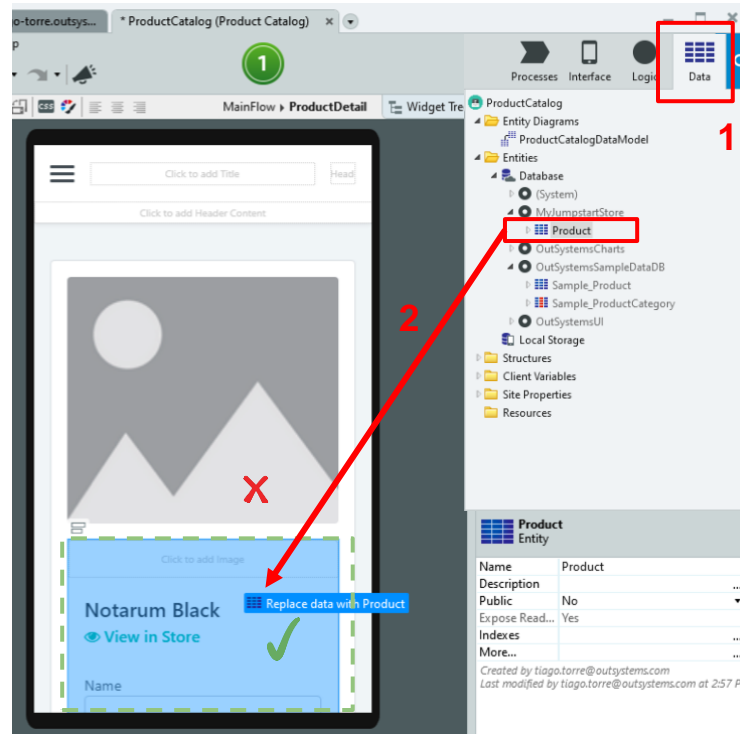 o-torre.outsys...
* ProductCatalog (Product Catalog) x
p
1
Processes Interface Logic Data
css
MainFlow ▸ ProductDetail
Widget Tre
1
ProductCatalog
Entity Diagrams
ProductCatalogDataModel
Entities
Database
(System)
MyJumpstartStore
Product
OutSystemsCharts
OutSystemsSampleDataDB
Sample_Product
Sample_ProductCategory
OutSystemsUI
Local Storage
Structures
Client Variables
Site Properties
Resources
Click to add Title
Head
Click to add Header Content
2
X
Click to add image
Notarum Black
Replace data with Product
View in Store
Name
Product
Entity
Name Product
Description ...
Public No
Expose Read... Yes
Indexes ...
More... ...
Created by tiago.torre@outsystems.com
Last modified by tiago.torre@outsystems.com at 2:57 P